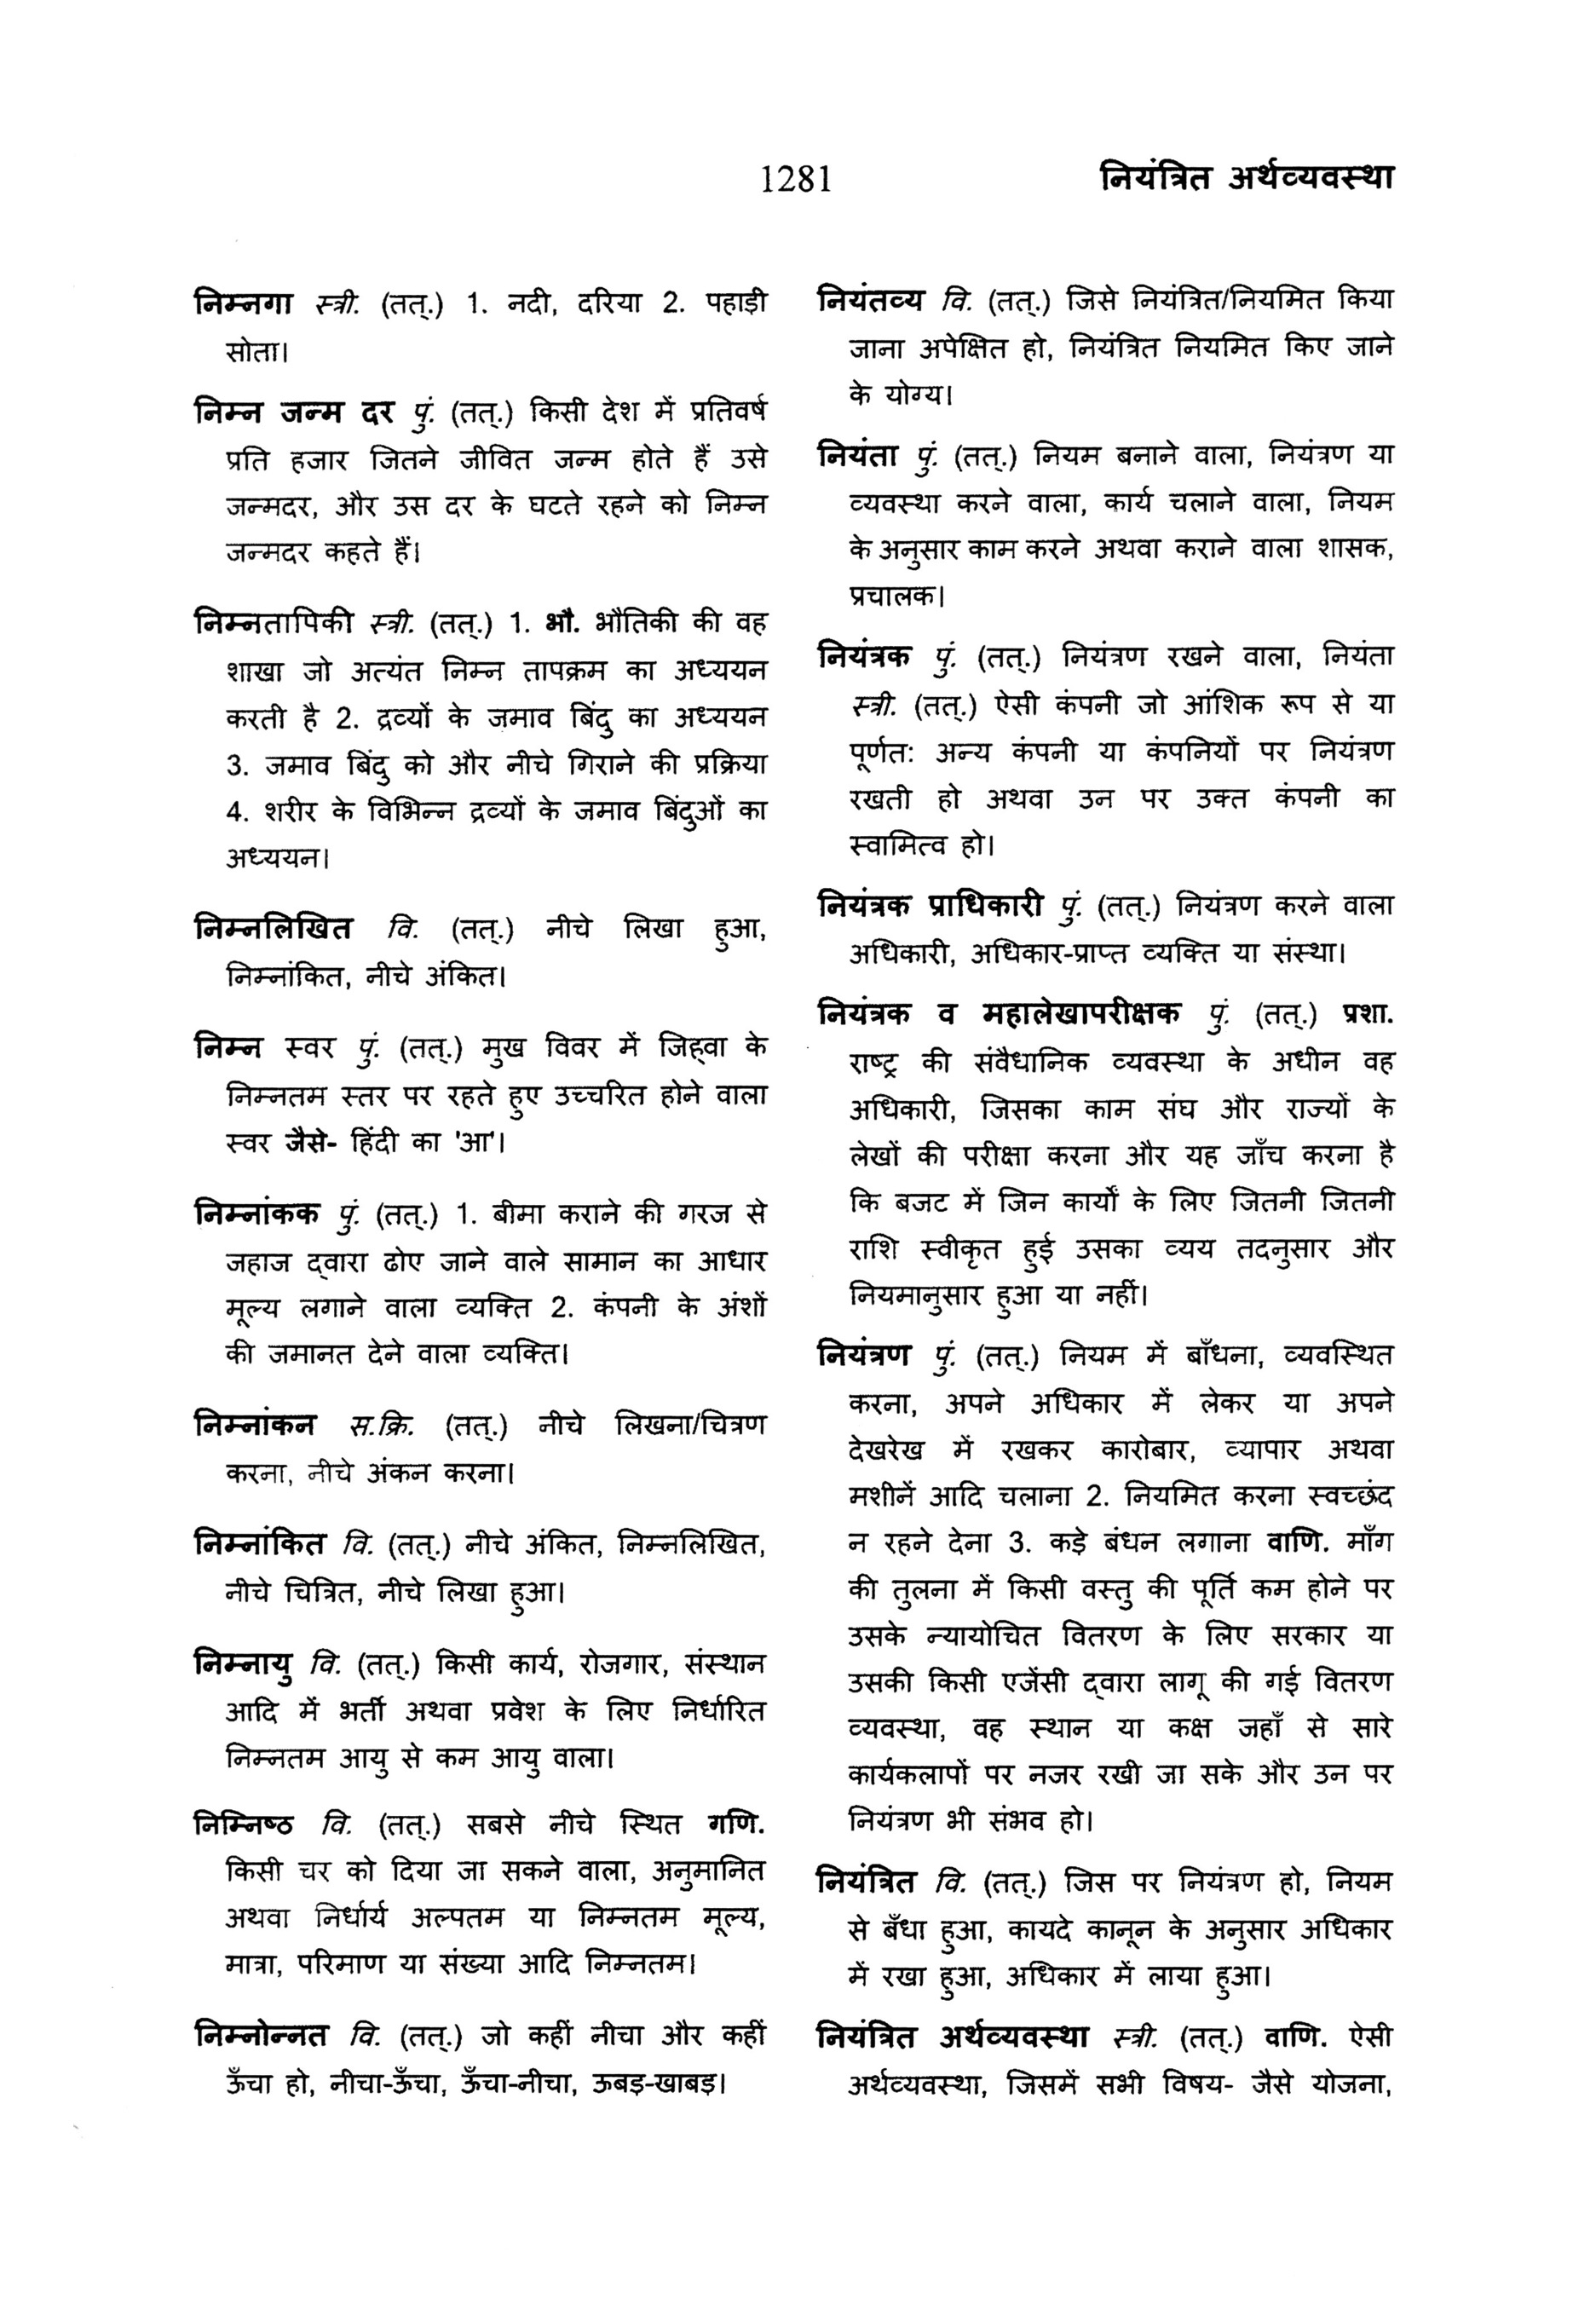 1281
नियंत्रित अर्थव्यवस्था
निम्नगा स्त्री. (तत्.) 1. नदी, दरिया 2. पहाड़ी
सोता।
निम्न जन्म दर पुं. (तत्.) किसी देश में प्रतिवर्ष
प्रति हजार जितने जीवित जन्म होते हैं उसे
जन्मदर, और उस दर के घटते रहने को निम्न
जन्मदर कहते हैं।
निम्नतापिकी स्त्री. (तत्.) 1. भौ. भौतिकी की वह
शाखा जो अत्यंत निम्न तापक्रम का अध्ययन
करती है 2. द्रव्यों के जमाव बिंदु का अध्ययन
3. जमाव बिंदु को और नीचे गिराने की प्रक्रिया
4. शरीर के विभिन्न द्रव्यों के जमाव बिंदुओं का
अध्ययन।
निम्नलिखित वि. (तत्.) नीचे लिखा हुआ,
निम्नांकित, नीचे अंकित।
निम्न स्वर पुं. (तत्.) मुख विवर में जिह्वा के
निम्नतम स्तर पर रहते हुए उच्चरित होने वाला
स्वर जैसे- हिंदी का 'आ'।
निम्नांकक पुं. (तत्.) 1. बीमा कराने की गरज से
जहाज द्‌वारा ढोए जाने वाले सामान का आधार
मूल्य लगाने वाला व्यक्ति 2. कंपनी के अंशों
की जमानत देने वाला व्यक्ति।
निम्नांकन स.क्रि. (तत्.) नीचे लिखना/चित्रण
करना, नीचे अंकन करना।
निम्नांकित वि. (तत्.) नीचे अंकित, निम्नलिखित,
नीचे चित्रित, नीचे लिखा हुआ।
निम्नायु वि. (तत्.) किसी कार्य, रोजगार, संस्थान
आदि में भर्ती अथवा प्रवेश के लिए निर्धारित
निम्नतम आयु से कम आयु वाला।
निम्निष्ठ वि. (तत्.) सबसे नीचे स्थित गणि.
किसी चर को दिया जा सकने वाला, अनुमानित
अथवा निर्धार्य अल्पतम या निम्नतम मूल्य,
मात्रा, परिमाण या संख्या आदि निम्नतम।
निम्नोन्नत वि. (तत्.) जो कहीं नीचा और कहीं
ऊँचा हो, नीचा-ऊँचा, ऊँचा-नीचा, ऊबड़-खाबड़।
नियंतव्य वि. (तत्.) जिसे नियंत्रित/नियमित किया
जाना अपेक्षित हो, नियंत्रित नियमित किए जाने
के योग्य।
नियंता पुं. (तत्.) नियम बनाने वाला, नियंत्रण या
व्यवस्था करने वाला, कार्य चलाने वाला, नियम
के अनुसार काम करने अथवा कराने वाला शासक,
प्रचालक।
नियंत्रक पुं. (तत्.) नियंत्रण रखने वाला, नियंता
स्त्री. (तत्.) ऐसी कंपनी जो आंशिक रूप से या
पूर्णत: अन्य कंपनी या कंपनियों पर नियंत्रण
रखती हो अथवा उन पर उक्त कंपनी का
स्वामित्व हो।
नियंत्रक प्राधिकारी पुं. (तत्.) नियंत्रण करने वाला
अधिकारी, अधिकार-प्राप्त व्यक्ति या संस्था।
नियंत्रक व महालेखापरीक्षक पुं. (तत्.) प्रशा.
राष्ट्र की संवैधानिक व्यवस्था के अधीन वह
अधिकारी, जिसका काम संघ और राज्यों के
लेखों की परीक्षा करना और यह जाँच करना है
कि बजट में जिन कार्यों के लिए जितनी जितनी
राशि स्वीकृत हुई उसका व्यय तदनुसार और
नियमानुसार हुआ या नहीं।
नियंत्रण पुं. (तत्.) नियम में बाँधना, व्यवस्थित
करना, अपने अधिकार में लेकर या अपने
देखरेख में रखकर कारोबार, व्यापार अथवा
मशीनें आदि चलाना 2. नियमित करना स्वच्छंद
न रहने देना 3. कड़े बंधन लगाना वाणि. माँग
की तुलना में किसी वस्तु की पूर्ति कम होने पर
उसके न्यायोचित वितरण के लिए सरकार या
उसकी किसी एजेंसी द्‌वारा लागू की गई वितरण
व्यवस्था, वह स्थान या कक्ष जहाँ से सारे
कार्यकलापों पर नजर रखी जा सके और उन पर
नियंत्रण भी संभव हो।
नियंत्रित वि. (तत्.) जिस पर नियंत्रण हो, नियम
से बँधा हुआ, कायदे कानून के अनुसार अधिकार
में रखा हुआ, अधिकार में लाया हुआ।
नियंत्रित अर्थव्यवस्था स्त्री. (तत्.) वाणि. ऐसी
अर्थव्यवस्था, जिसमें सभी विषय- जैसे योजना,